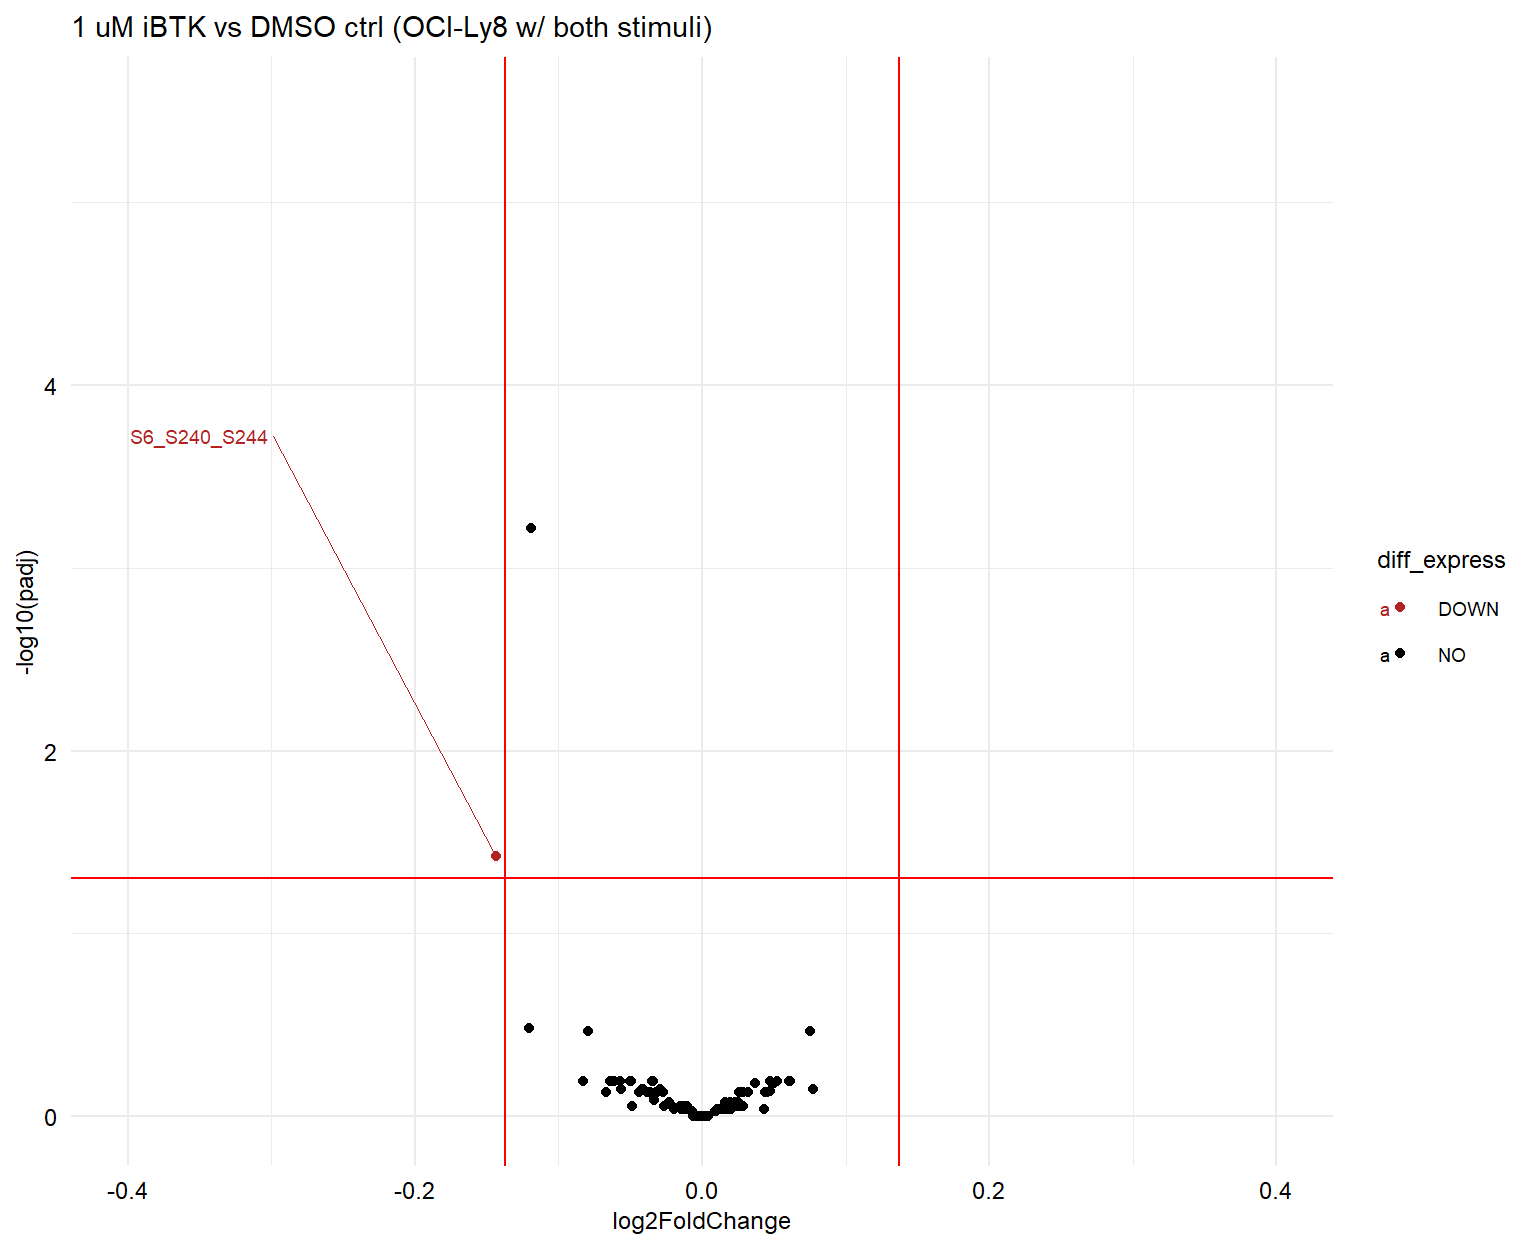 1 uM iBTK vs DMSO ctrl (OCI-Ly8 w/ both stimuli)
4
S6_S240_S244
-log10(padj)
diff_express
a DOWN
a NO
2
0
-0.4 -0.2 0.0 0.2 0.4
log2FoldChange